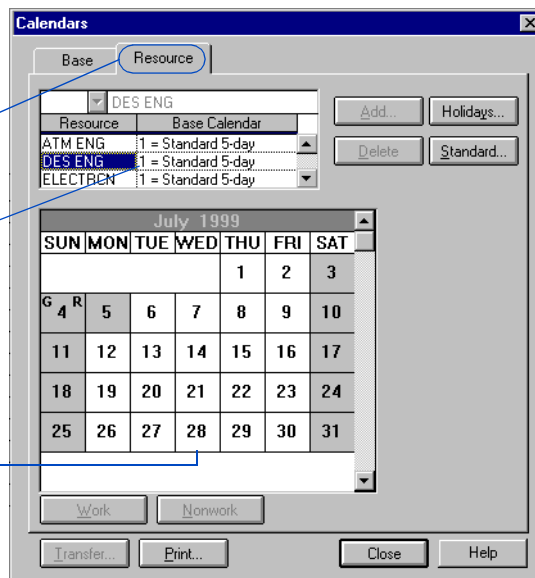 Calendars
Base Resource
DES ENG
Add... Holidays...
Resource Base Calendar
ATM ENG 1 = Standard 5-day
Delete Standard...
DES ENG 1 = Standard 5-day
ELECTRCN 1 = Standard 5-day
July 1999
SUN MON TUE WED THU FRI SAT
1 2 3
G 4 R 5 6 7 8 9 10
11 12 13 14 15 16 17
18 19 20 21 22 23 24
25 26 27 28 29 30 31
Work Nonwork
Transfer... Print... Close Help